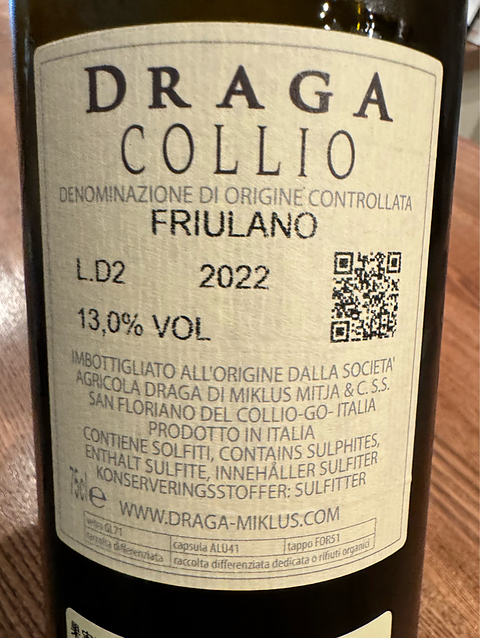 DRAGA
COLLIO
DENOMINAZIONE DI ORIGINE CONTROLLATA
FRIULANO
L.D2 2022
13,0% VOL
IMBOTTIGLIATO ALL'ORIGINE DALLA SOCIETA'
AGRICOLA DRAGA DI MIKLUS MITJA & C. S.S.
SAN FLORIANO DEL COLLIO-GO- ITALIA
PRODOTTO IN ITALIA
CONTIENE SOLFITI, CONTAINS SULPHITES,
ENTHALT SULFITE, INNEHÅLLER SULFITER
KONSERVERINGSSTOFFER: SULFITTER
75cl e
WWW.DRAGA-MIKLUS.COM
vetro GL71 capsula ALU41 tappo FOR51
raccolta differenziata raccolta differenziata dedicata o rifiuti organici